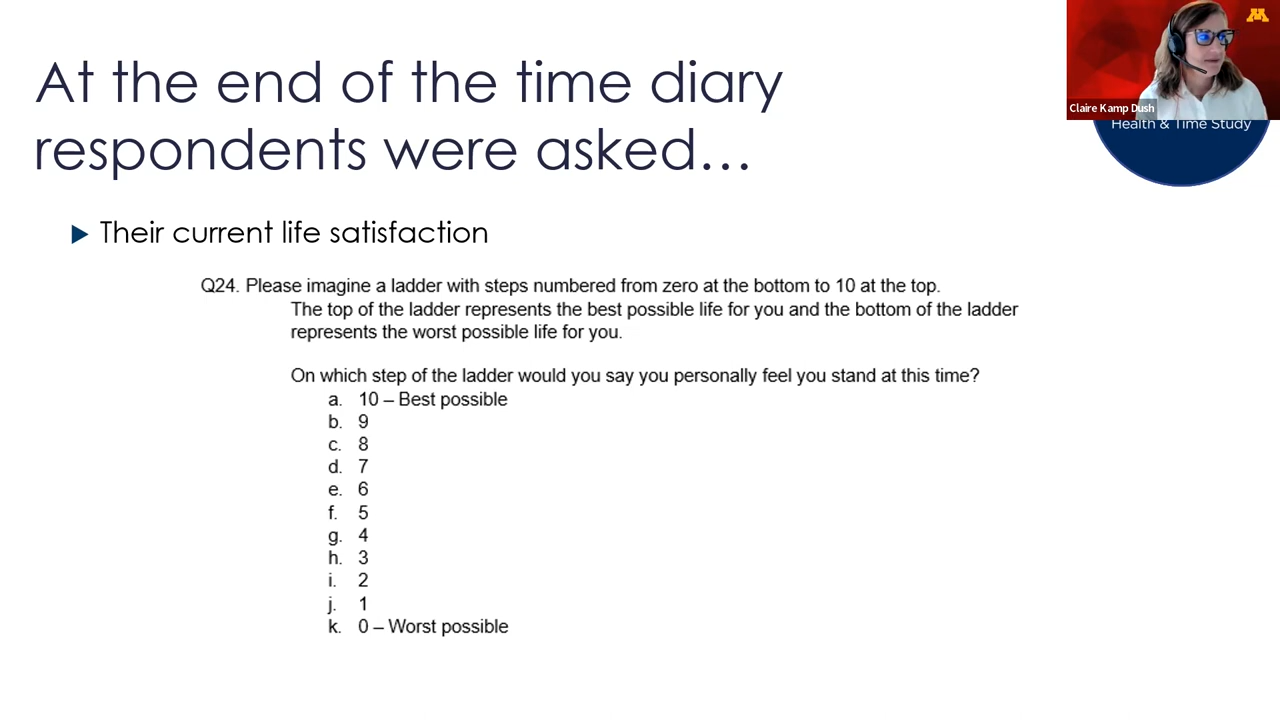 At the end of the time diary
respondents were asked…
Claire Kamp Dush
Health & Time Study
Their current life satisfaction
Q24. Please imagine a ladder with steps numbered from zero at the bottom to 10 at the top.
The top of the ladder represents the best possible life for you and the bottom of the ladder
represents the worst possible life for you.
On which step of the ladder would you say you personally feel you stand at this time?
a. 10 – Best possible
b. 9
c. 8
d. 7
e. 6
f. 5
g. 4
h. 3
i. 2
j. 1
k. 0 – Worst possible